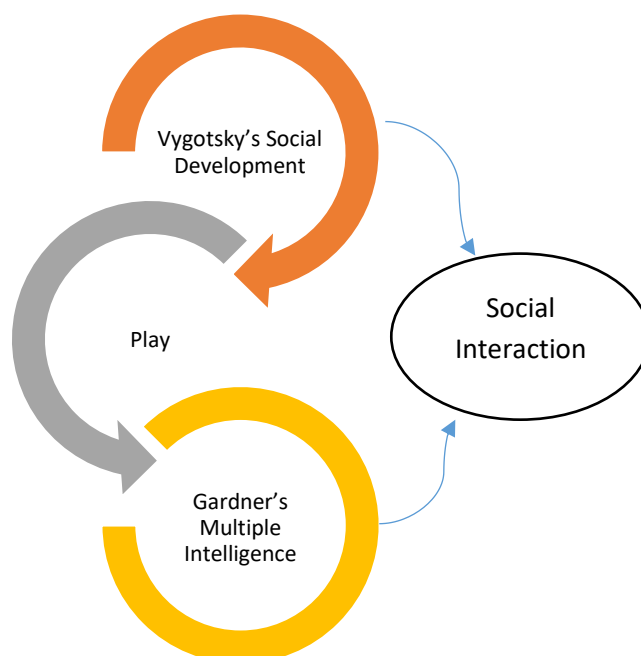 Vygotsky’s Social
Development
Social
Interaction
Play
Gardner’s
Multiple
Intelligence